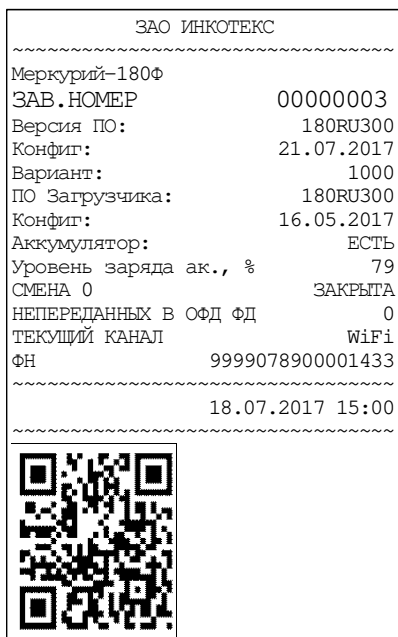 ЗАО ИНКОТЕКС
~~~~~~~~~~~~~~~~~~~~~~~~~~~~~~~~
Меркурий-180Ф
ЗАВ.НОМЕР 00000003
Версия ПО: 180RU300
Конфиг: 21.07.2017
Вариант: 1000
ПО Загрузчика: 180RU300
Конфиг: 16.05.2017
Аккумулятор: ЕСТЬ
Уровень заряда ак., % 79
СМЕНА 0 ЗАКРЫТА
НЕПЕРЕДАННЫХ В ОФД ФД 0
ТЕКУЩИЙ КАНАЛ WiFi
ФН 9999078900001433
~~~~~~~~~~~~~~~~~~~~~~~~~~~~~~~~
18.07.2017 15:00
~~~~~~~~~~~~~~~~~~~~~~~~~~~~~~~~